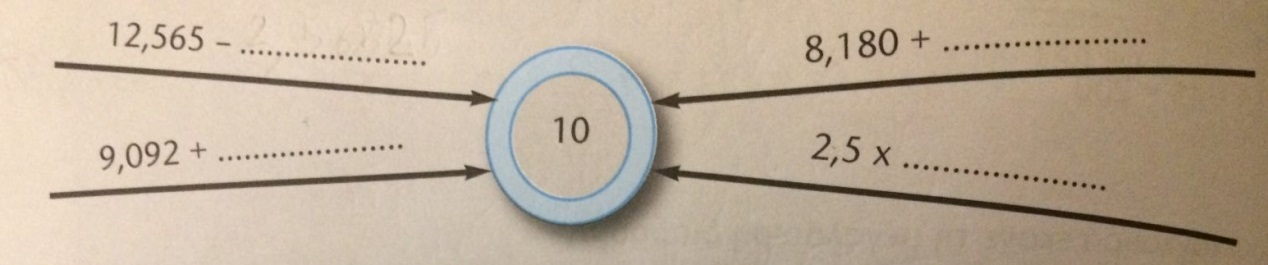 12,565 – ....................
8,180 + ....................
10
9,092 + ....................
2,5 x ....................